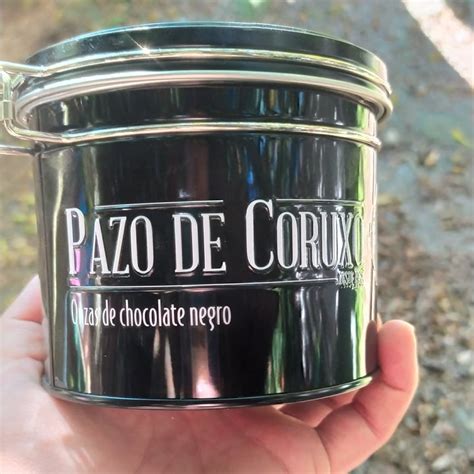 PAZO DE CORUXO
Onzas de chocolate negro